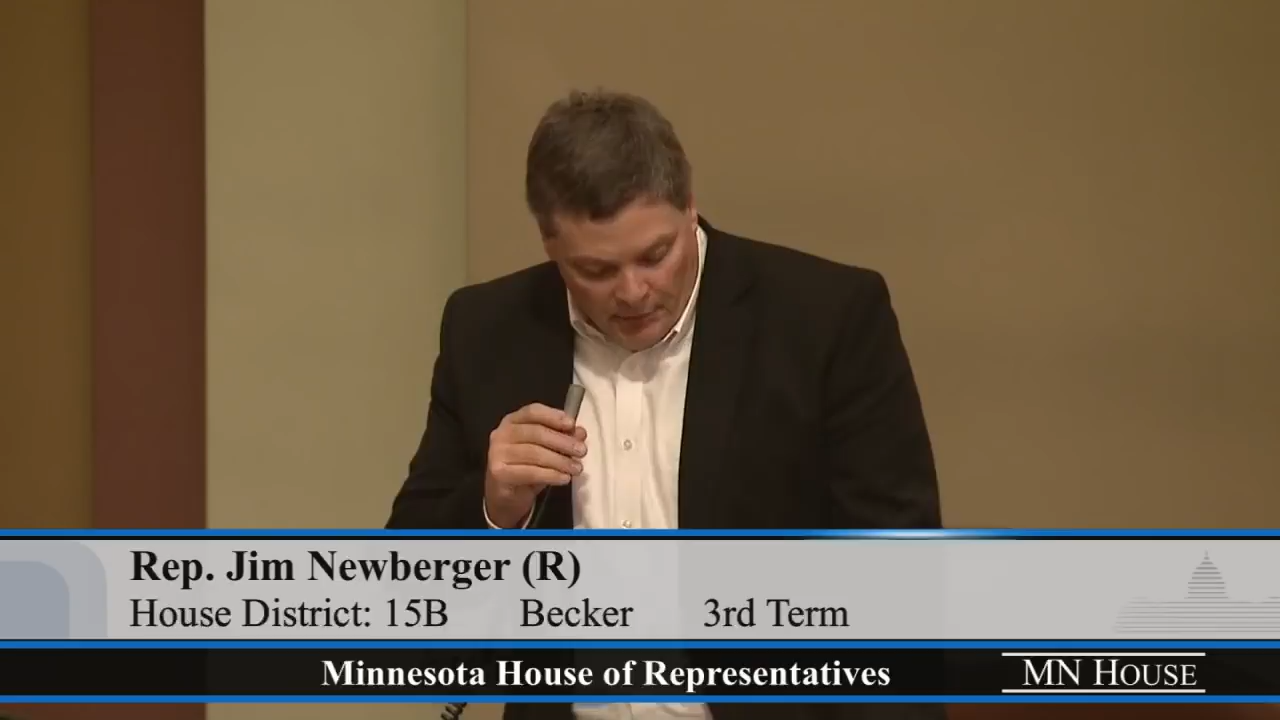 Rep. Jim Newberger (R)
House District: 15B Becker 3rd Term
Minnesota House of Representatives
MN HOUSE